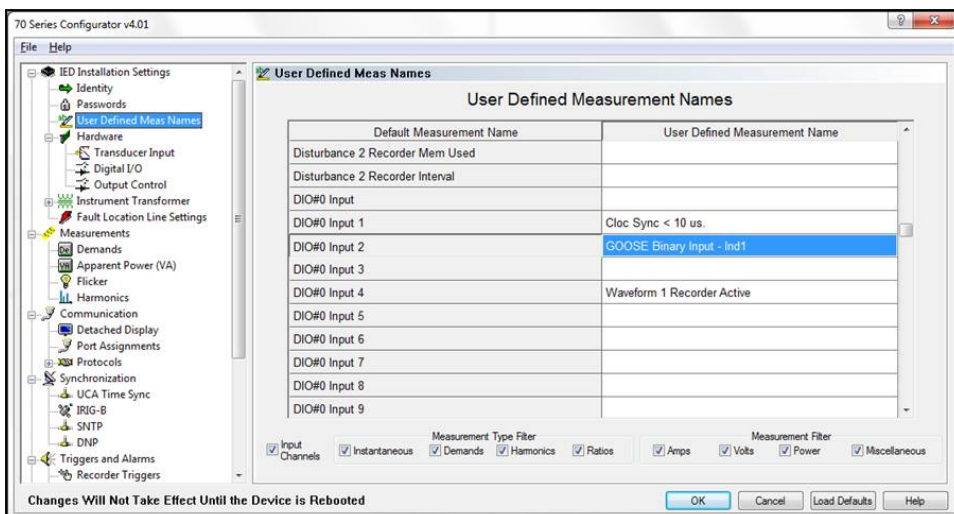 70 Series Configurator v4.01
File Help
IED Installation Settings
Identity
Passwords
User Defined Meas Names
Hardware
Transducer Input
Digital I/O
Output Control
Instrument Transformer
Fault Location Line Settings
Measurements
Demands
Apparent Power (VA)
Flicker
Harmonics
Communication
Detached Display
Port Assignments
Protocols
Synchronization
UCA Time Sync
IRIG-B
SNTP
DNP
Triggers and Alarms
Recorder Triggers
User Defined Meas Names
User Defined Measurement Names
Default Measurement Name User Defined Measurement Name
Disturbance 2 Recorder Mem Used
Disturbance 2 Recorder Interval
DIO#0 Input
DIO#0 Input 1 Cloc Sync < 10 us.
DIO#0 Input 2 GOOSE Binary Input - Ind1
DIO#0 Input 3
DIO#0 Input 4 Waveform 1 Recorder Active
DIO#0 Input 5
DIO#0 Input 6
DIO#0 Input 7
DIO#0 Input 8
DIO#0 Input 9
Measurement Type Filter Measurement Filter
Input Channels Instantaneous Demands Harmonics Ratios Amps Volts Power Miscellaneous
Changes Will Not Take Effect Until the Device is Rebooted
OK Cancel Load Defaults Help